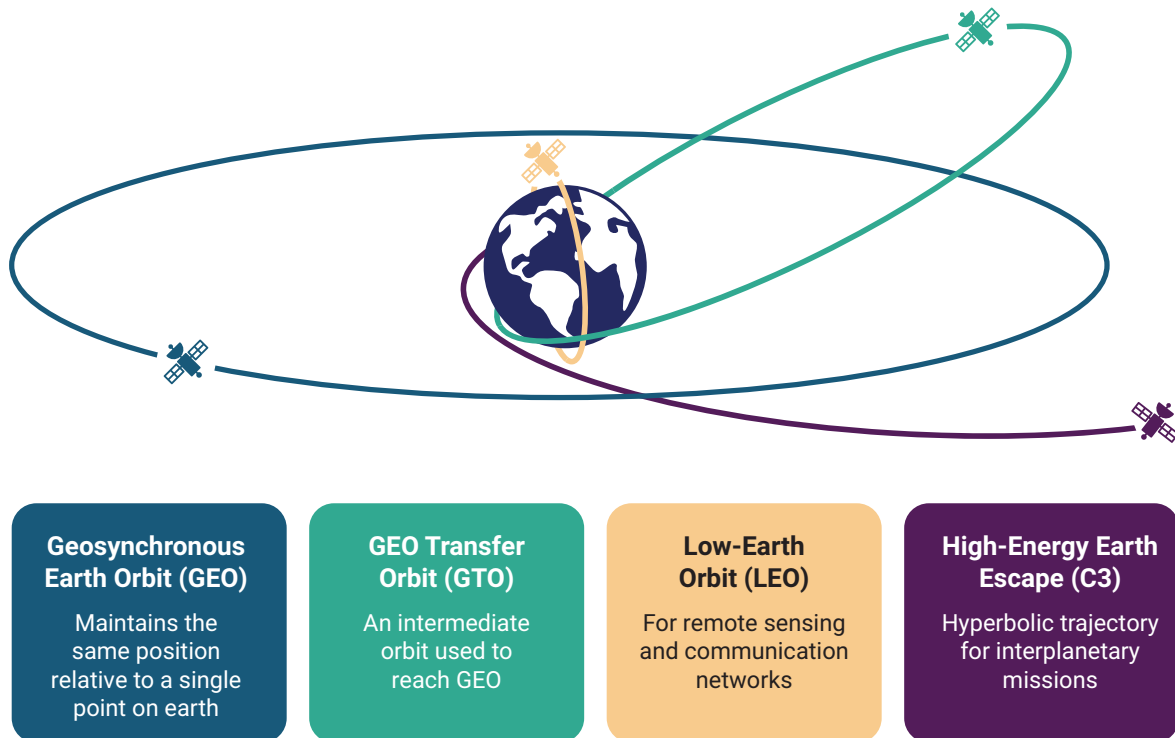 Geosynchronous
Earth Orbit (GEO)
Maintains the
same position
relative to a single
point on earth
GEO Transfer
Orbit (GTO)
An intermediate
orbit used to
reach GEO
Low-Earth
Orbit (LEO)
For remote sensing
and communication
networks
High-Energy Earth
Escape (C3)
Hyperbolic trajectory
for interplanetary
missions